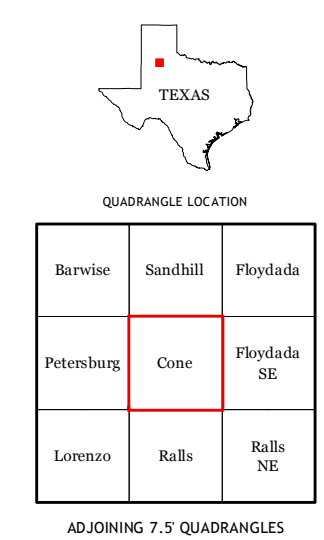 TEXAS
QUADRANGLE LOCATION
Barwise
Sandhill
Floydada
Petersburg
Cone
Floydada
SE
Lorenzo
Ralls
Ralls
NE
ADJOINING 7.5' QUADRANGLES